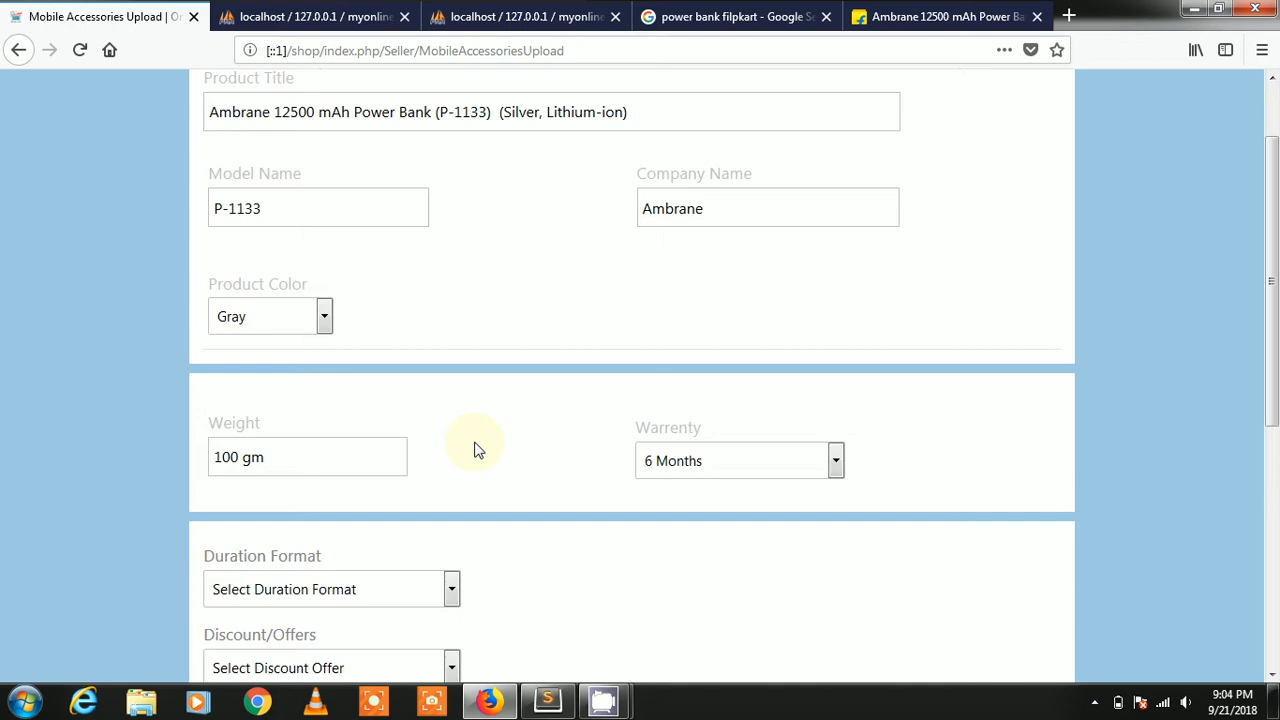 Mobile Accessories Upload | On
localhost / 127.0.0.1 / myonline
localhost / 127.0.0.1 / myonline
power bank filpkart - Google Se
Ambrane 12500 mAh Power Ba
[::1]/shop/index.php/Seller/MobileAccessoriesUpload
Product Title
Ambrane 12500 mAh Power Bank (P-1133)  (Silver, Lithium-ion)
Model Name
Company Name
P-1133
Ambrane
Product Color
Gray
Weight
Warrenty
100 gm
6 Months
Duration Format
Select Duration Format
Discount/Offers
Select Discount Offer
9:04 PM
9/21/2018